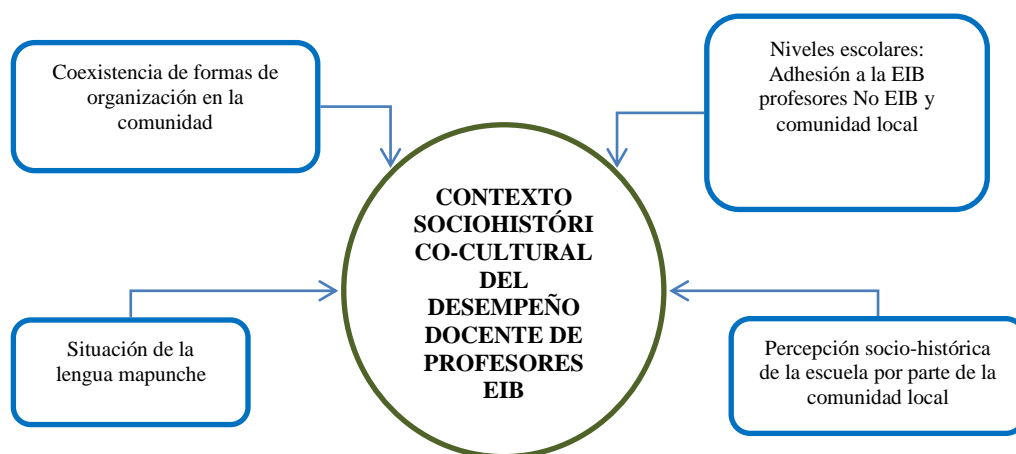 Coexistencia de formas de
organización en la
comunidad
Niveles escolares:
Adhesión a la EIB
profesores No EIB y
comunidad local
CONTEXTO
SOCIOHISTÓRI
CO-CULTURAL
DEL
DESEMPEÑO
DOCENTE DE
PROFESORES
EIB
Situación de la
lengua mapunche
Percepción socio-histórica
de la escuela por parte de la
comunidad local